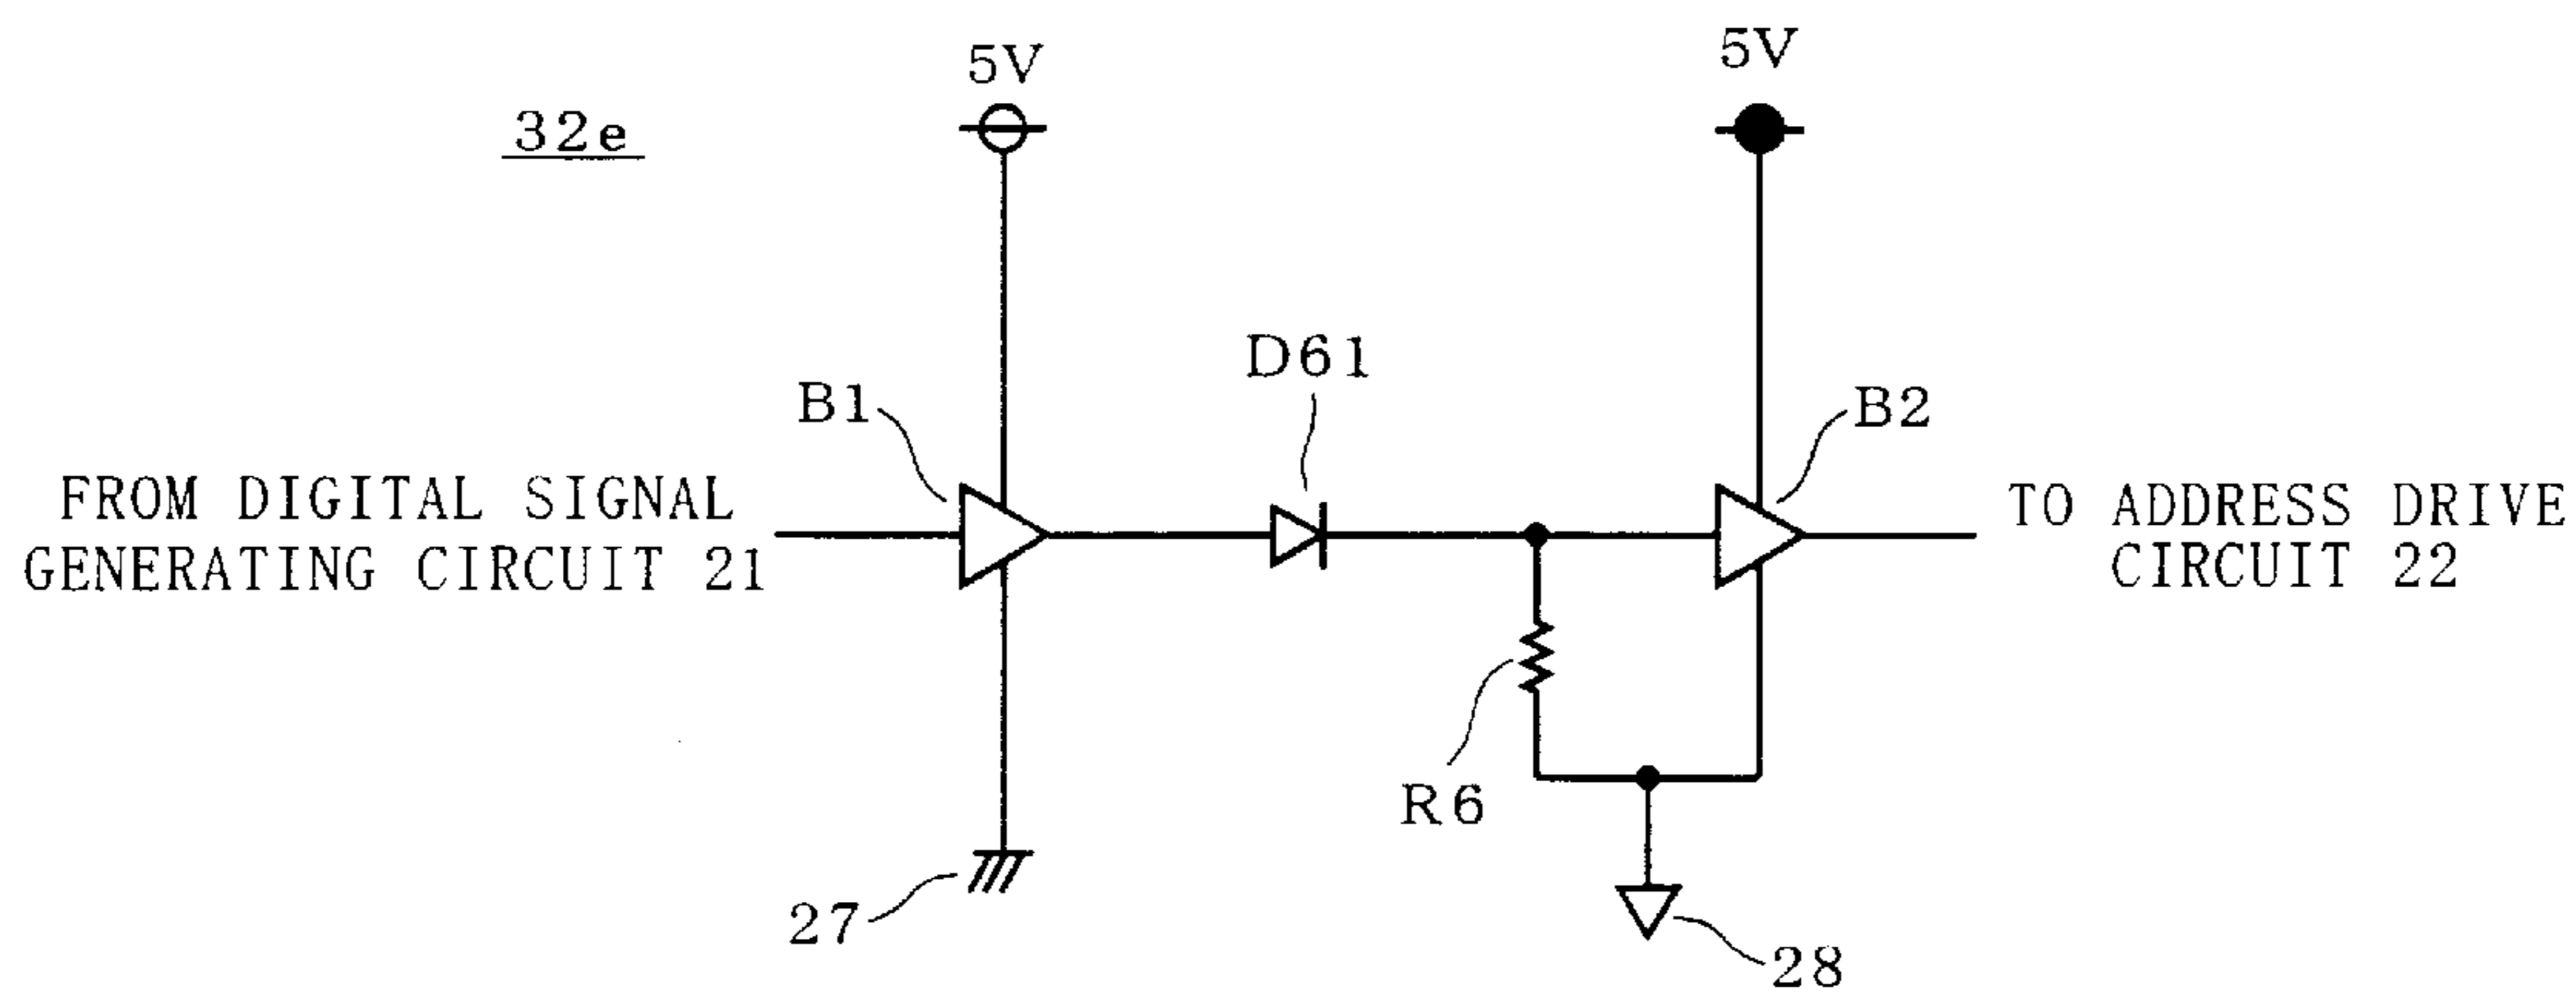 32e
5V
5V
D61
B1
B2
FROM DIGITAL SIGNAL
GENERATING CIRCUIT 21
TO ADDRESS DRIVE
CIRCUIT 22
R6
27
28